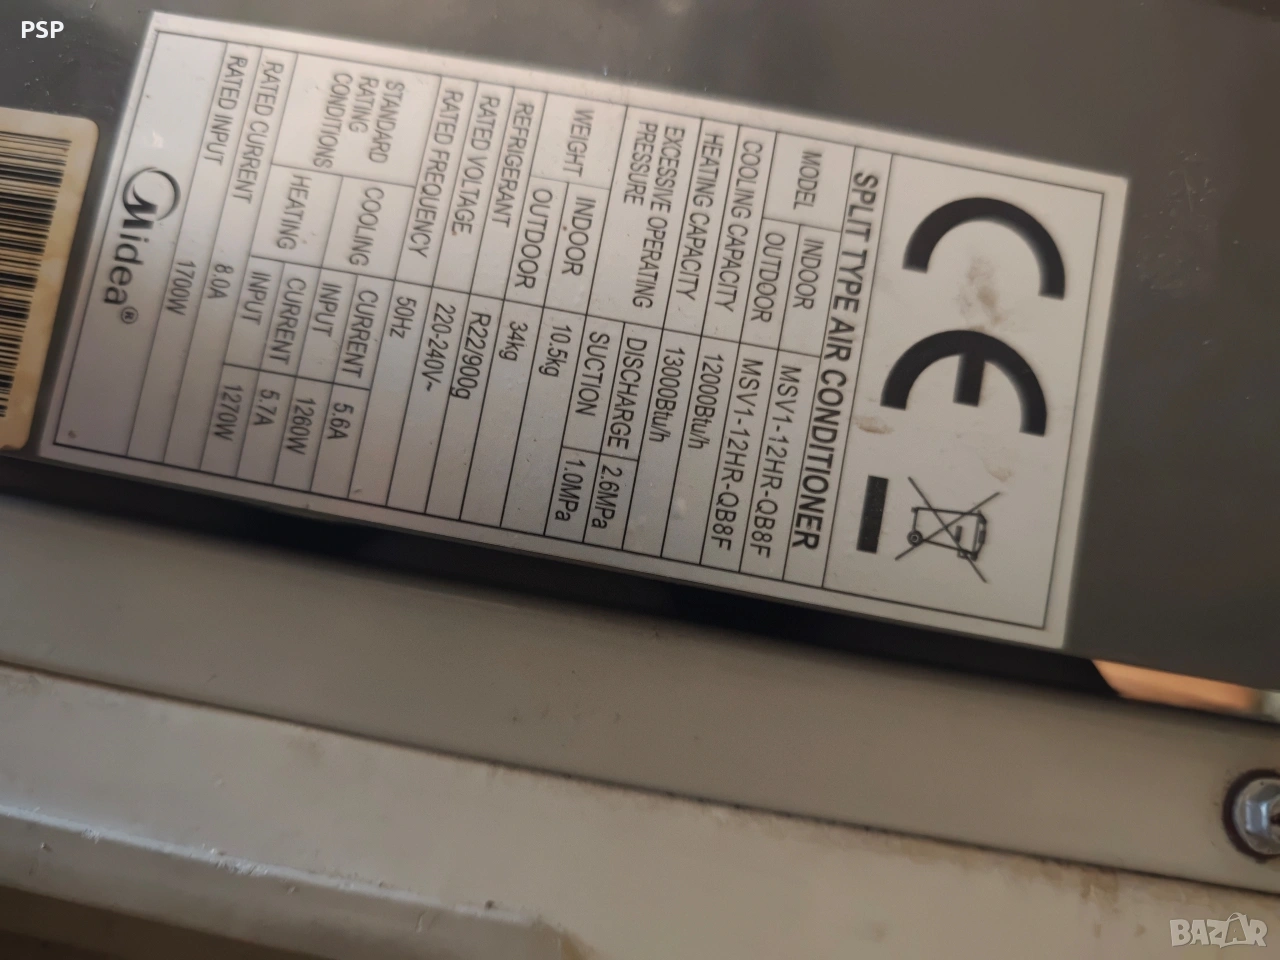 PSP
SPLIT TYPE AIR CONDITIONER
MODEL INDOOR MSV1-12HR-QB8F
OUTDOOR MSV1-12HR-QB8F
COOLING CAPACITY 12000Btu/h
HEATING CAPACITY 13000Btu/h
EXCESSIVE OPERATING DISCHARGE 2.6MPa
PRESSURE SUCTION 1.0MPa
WEIGHT INDOOR 10.5kg
OUTDOOR 34kg
REFRIGERANT R22/900g
RATED VOLTAGE 220-240V~
RATED FREQUENCY 50Hz
STANDARD RATING CONDITIONS COOLING CURRENT 5.6A
INPUT 1260W
HEATING CURRENT 5.7A
INPUT 1270W
RATED CURRENT 8.0A
RATED INPUT 1700W
Midea®
BAZAR